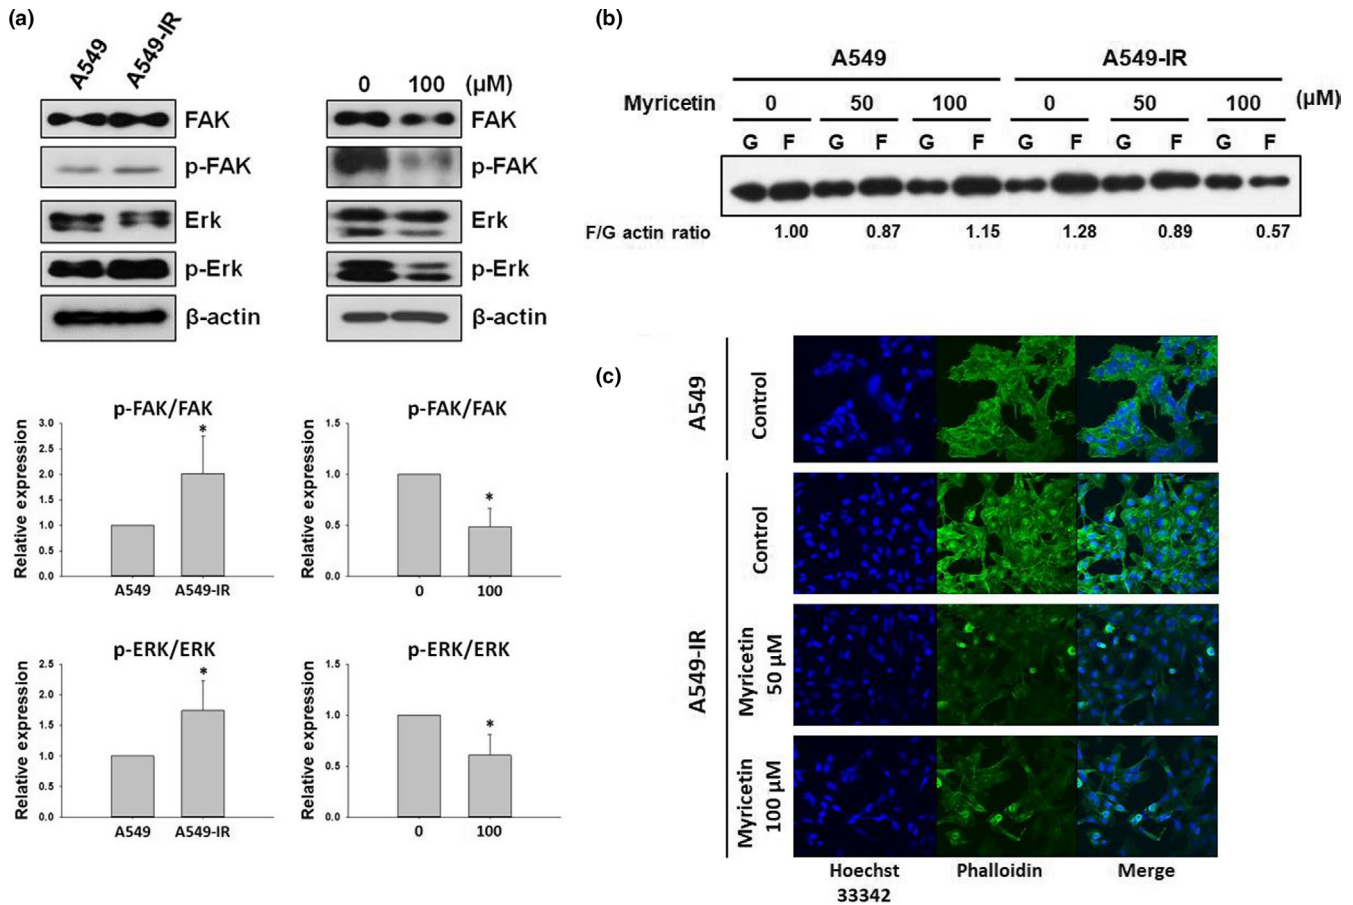 (a)
A549 A549-IR
0 100 (μM)
FAK FAK
p-FAK p-FAK
Erk Erk
p-Erk p-Erk
β-actin β-actin
p-FAK/FAK
Relative expression
3.0
2.5
2.0
1.5
1.0
0.5
0.0
*
A549 A549-IR
p-FAK/FAK
Relative expression
1.5
1.0
0.5
0.0
*
0 100
p-ERK/ERK
Relative expression
2.5
2.0
1.5
1.0
0.5
0.0
*
A549 A549-IR
p-ERK/ERK
Relative expression
1.5
1.0
0.5
0.0
*
0 100
(b)
A549 A549-IR
Myricetin 0 50 100 0 50 100 (μM)
G F G F G F G F G F G F
F/G actin ratio 1.00 0.87 1.15 1.28 0.89 0.57
(c)
A549
Control
A549-IR
Control
Myricetin
50 μM
Myricetin
100 μM
Hoechst Phalloidin Merge
33342